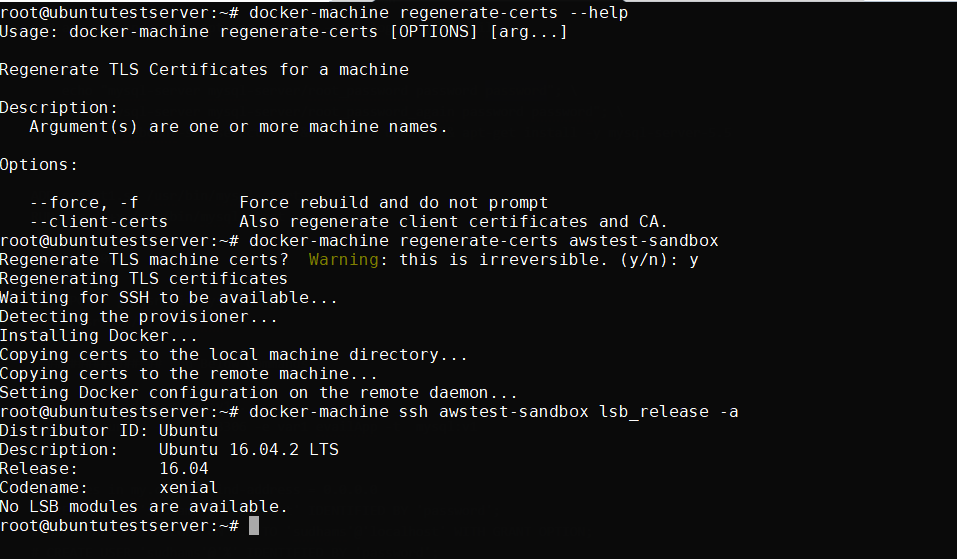 root@ubuntutestserver:~# docker-machine regenerate-certs --help
Usage: docker-machine regenerate-certs [OPTIONS] [arg...]
Regenerate TLS Certificates for a machine
Description:
   Argument(s) are one or more machine names.
Options:
   --force, -f          Force rebuild and do not prompt
   --client-certs       Also regenerate client certificates and CA.
root@ubuntutestserver:~# docker-machine regenerate-certs awstest-sandbox
Regenerate TLS machine certs?  Warning: this is irreversible. (y/n): y
Regenerating TLS certificates
Waiting for SSH to be available...
Detecting the provisioner...
Installing Docker...
Copying certs to the local machine directory...
Copying certs to the remote machine...
Setting Docker configuration on the remote daemon...
root@ubuntutestserver:~# docker-machine ssh awstest-sandbox lsb_release -a
Distributor ID: Ubuntu
Description:    Ubuntu 16.04.2 LTS
Release:        16.04
Codename:       xenial
No LSB modules are available.
root@ubuntutestserver:~#